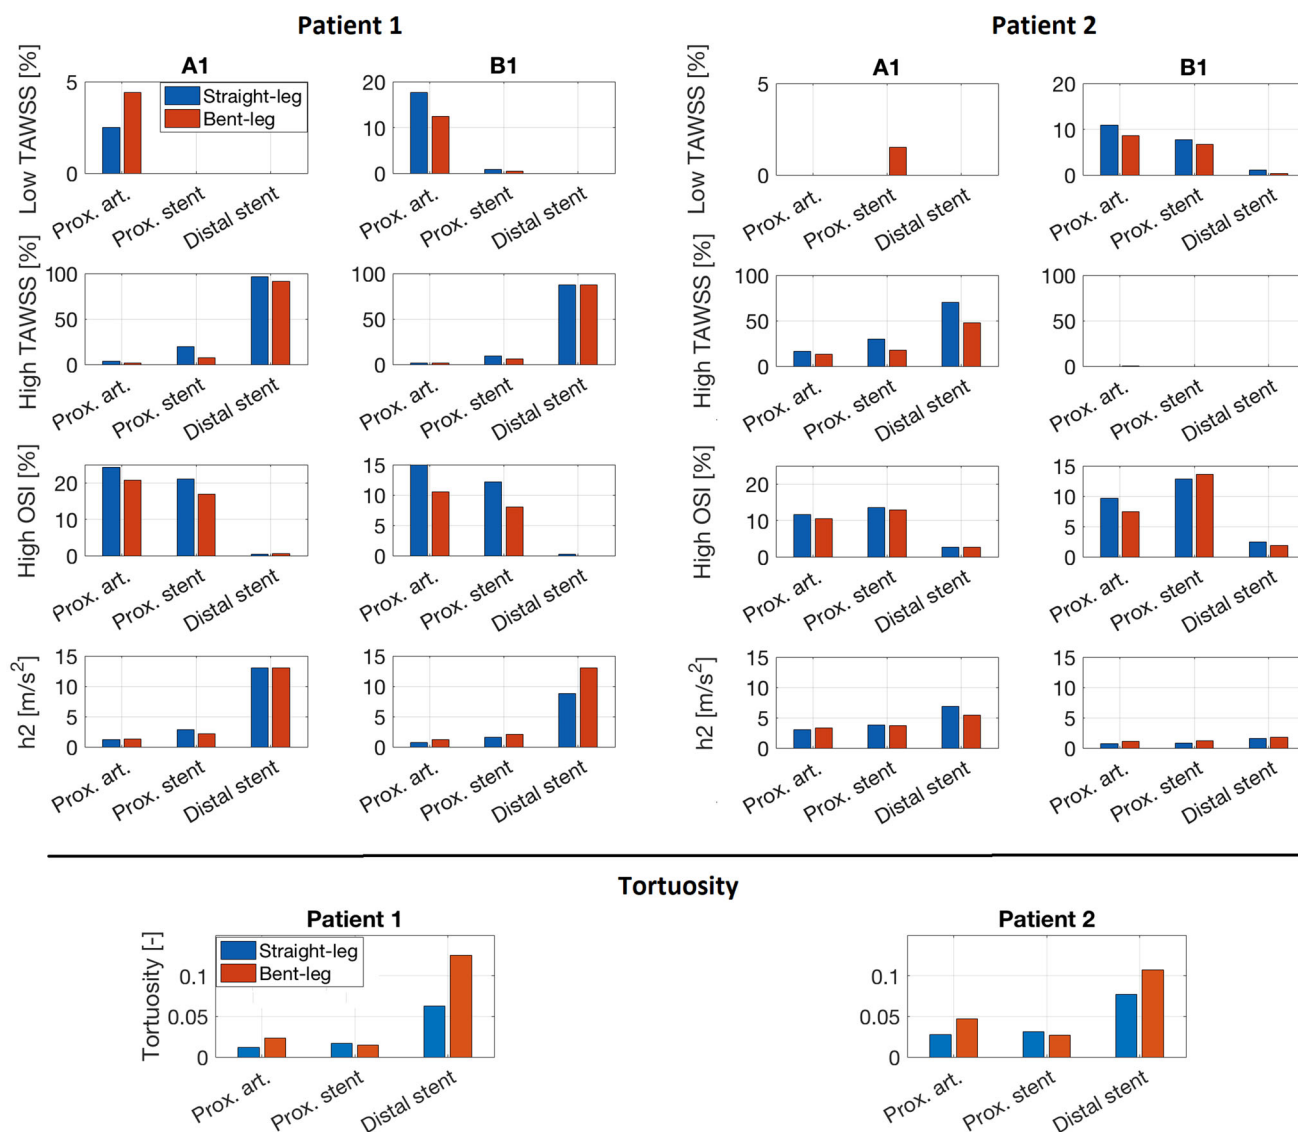 Patient 1
Patient 2
A1
B1
A1
B1
Low TAWSS [%]
5
0
Straight-leg
Bent-leg
Prox. art.
Prox. stent
Distal stent
20
10
0
Prox. art.
Prox. stent
Distal stent
Low TAWSS [%]
5
0
Prox. art.
Prox. stent
Distal stent
20
10
0
Prox. art.
Prox. stent
Distal stent
High TAWSS [%]
100
50
0
Prox. art.
Prox. stent
Distal stent
100
50
0
Prox. art.
Prox. stent
Distal stent
High TAWSS [%]
100
50
0
Prox. art.
Prox. stent
Distal stent
100
50
0
Prox. art.
Prox. stent
Distal stent
High OSI [%]
20
10
0
Prox. art.
Prox. stent
Distal stent
15
10
5
0
Prox. art.
Prox. stent
Distal stent
High OSI [%]
20
10
0
Prox. art.
Prox. stent
Distal stent
15
10
5
0
Prox. art.
Prox. stent
Distal stent
h2 [m/s²]
15
10
5
0
Prox. art.
Prox. stent
Distal stent
15
10
5
0
Prox. art.
Prox. stent
Distal stent
h2 [m/s²]
15
10
5
0
Prox. art.
Prox. stent
Distal stent
15
10
5
0
Prox. art.
Prox. stent
Distal stent
Tortuosity
Patient 1
Tortuosity [-]
0.1
0.05
0
Straight-leg
Bent-leg
Prox. art.
Prox. stent
Distal stent
Patient 2
0.1
0.05
0
Prox. art.
Prox. stent
Distal stent